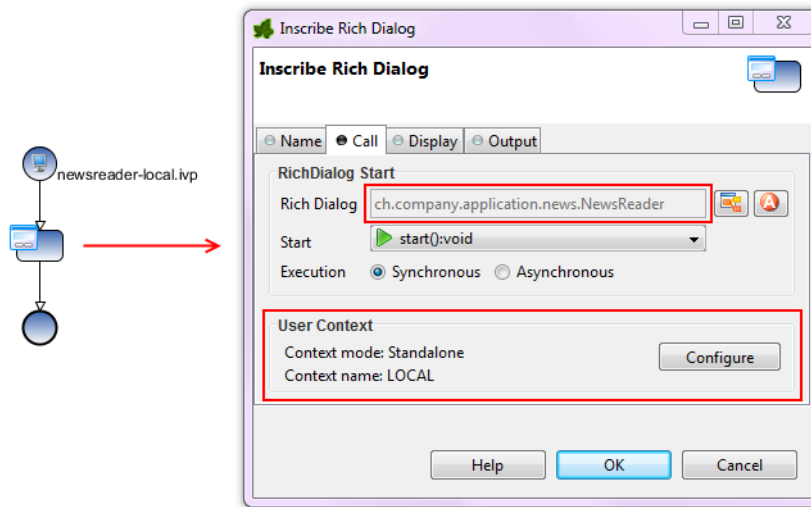 Inscribe Rich Dialog
Inscribe Rich Dialog
Name
Call
Display
Output
newsreader-local.ivp
RichDialog Start
Rich Dialog
ch.company.application.news.NewsReader
A
Start
start():void
Execution
Synchronous
Asynchronous
User Context
Context mode: Standalone
Context name: LOCAL
Configure
Help
OK
Cancel